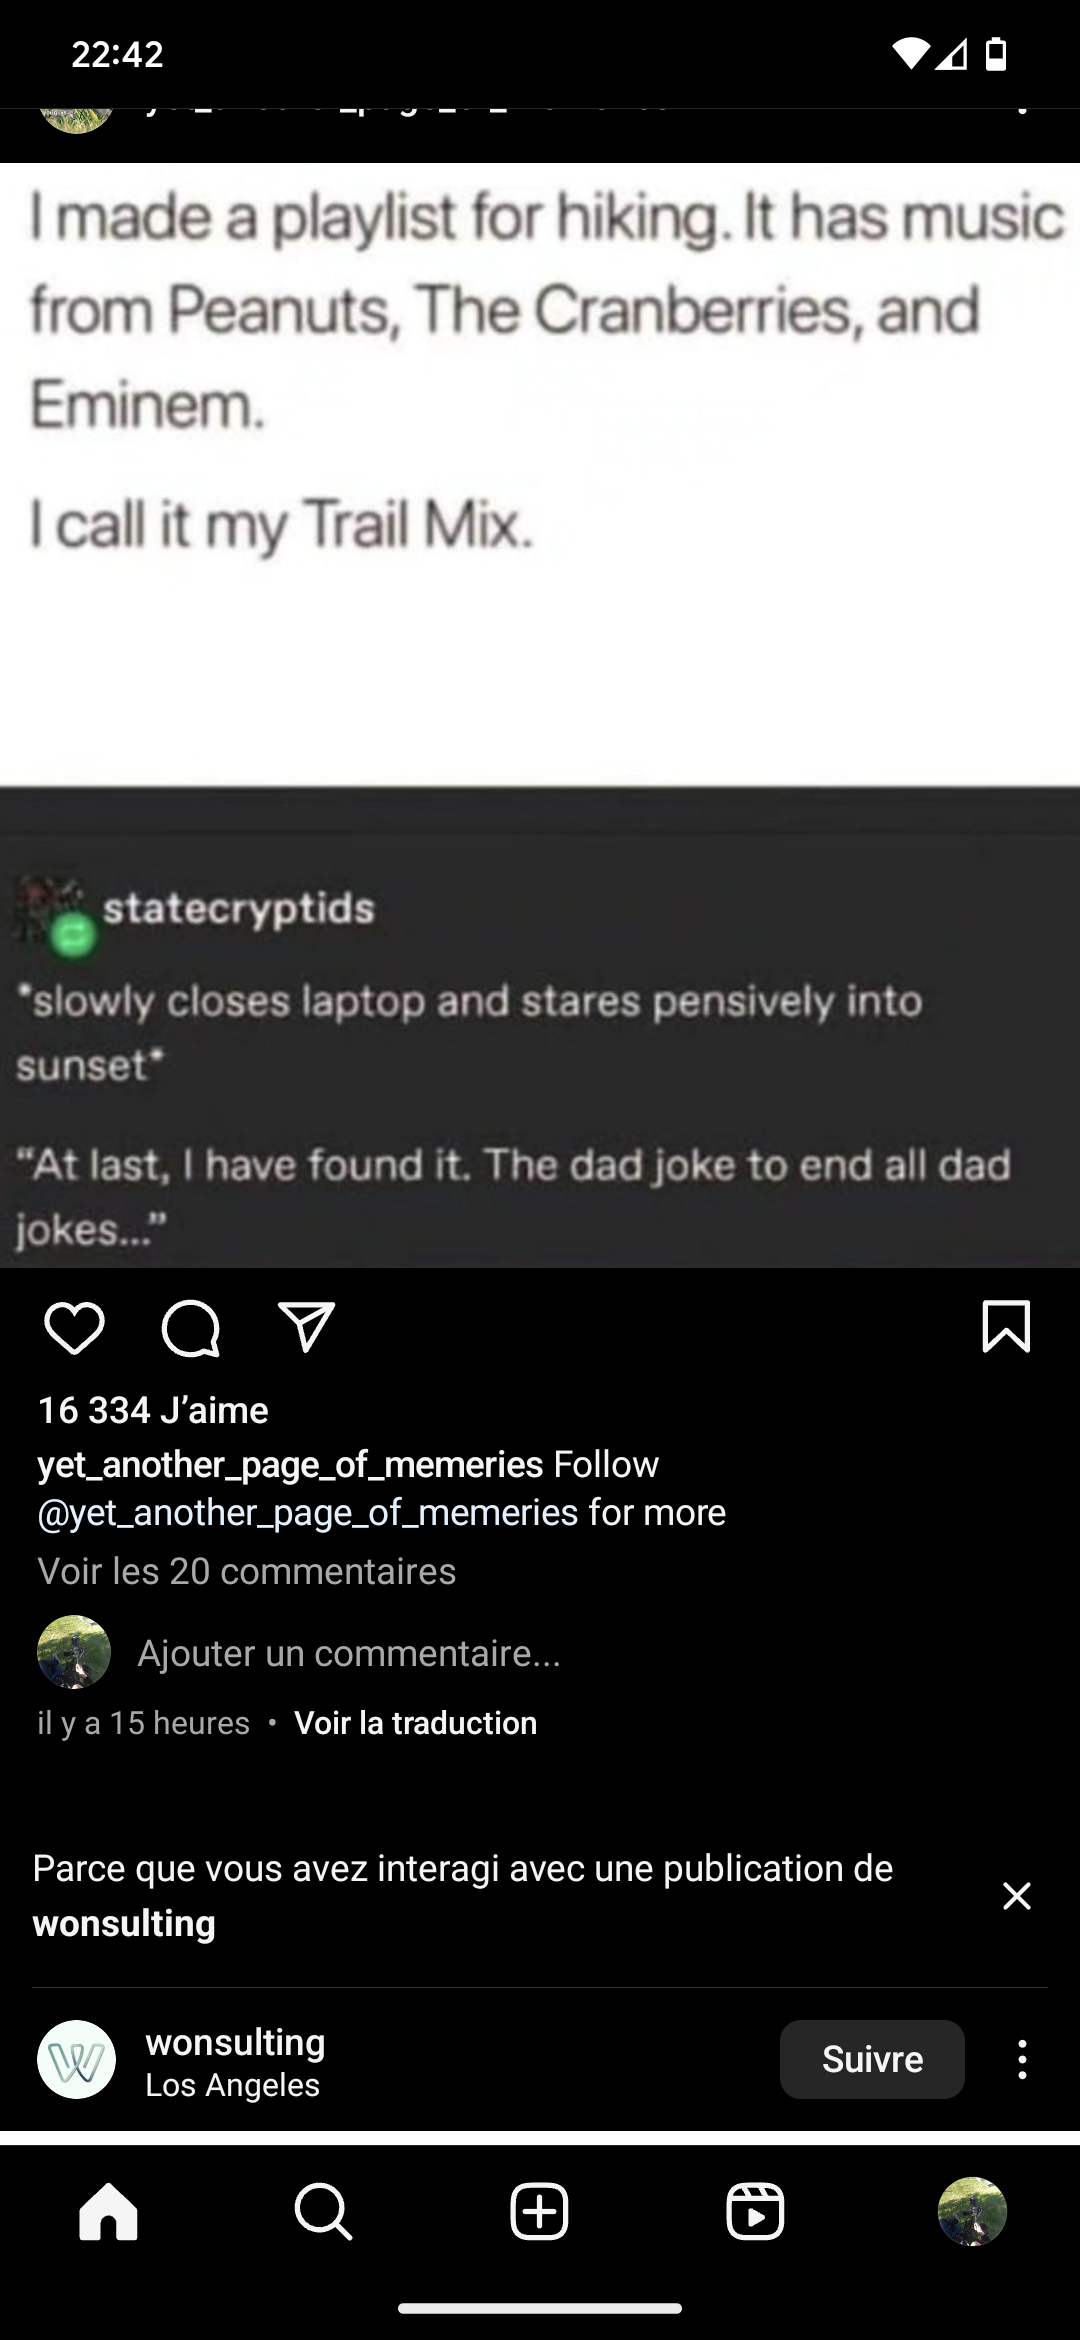 22:42
I made a playlist for hiking. It has music
from Peanuts, The Cranberries, and
Eminem.
I call it my Trail Mix.
statecryptids
*slowly closes laptop and stares pensively into
sunset*
“At last, I have found it. The dad joke to end all dad
jokes...”
16 334 J’aime
yet_another_page_of_memeries Follow
@yet_another_page_of_memeries for more
Voir les 20 commentaires
Ajouter un commentaire...
il y a 15 heures • Voir la traduction
Parce que vous avez interagi avec une publication de
wonsulting
W
wonsulting
Los Angeles
Suivre